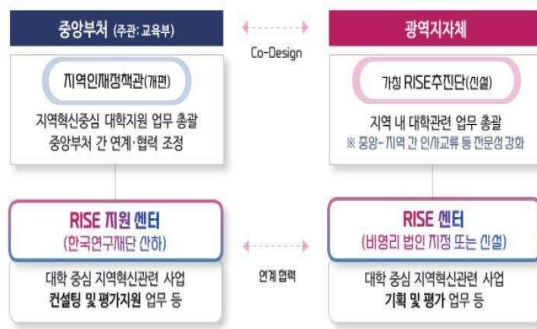 중앙부처 (주관: 교육부)
Co-Design
광역지자체
지역인재정책관(개편)
지역혁신중심 대학지원 업무 총괄
중앙부처 간 연계·협력 조정
가칭 RISE추진단(신설)
지역 내 대학관련 업무 총괄
※ 중앙-지역 간 인사교류 등 전문성 강화
RISE 지원 센터
(한국연구재단 산하)
대학 중심 지역혁신관련 사업
컨설팅 및 평가지원 업무 등
연계 협력
RISE 센터
(비영리 법인 지정 또는 신설)
대학 중심 지역혁신관련 사업
기획 및 평가 업무 등